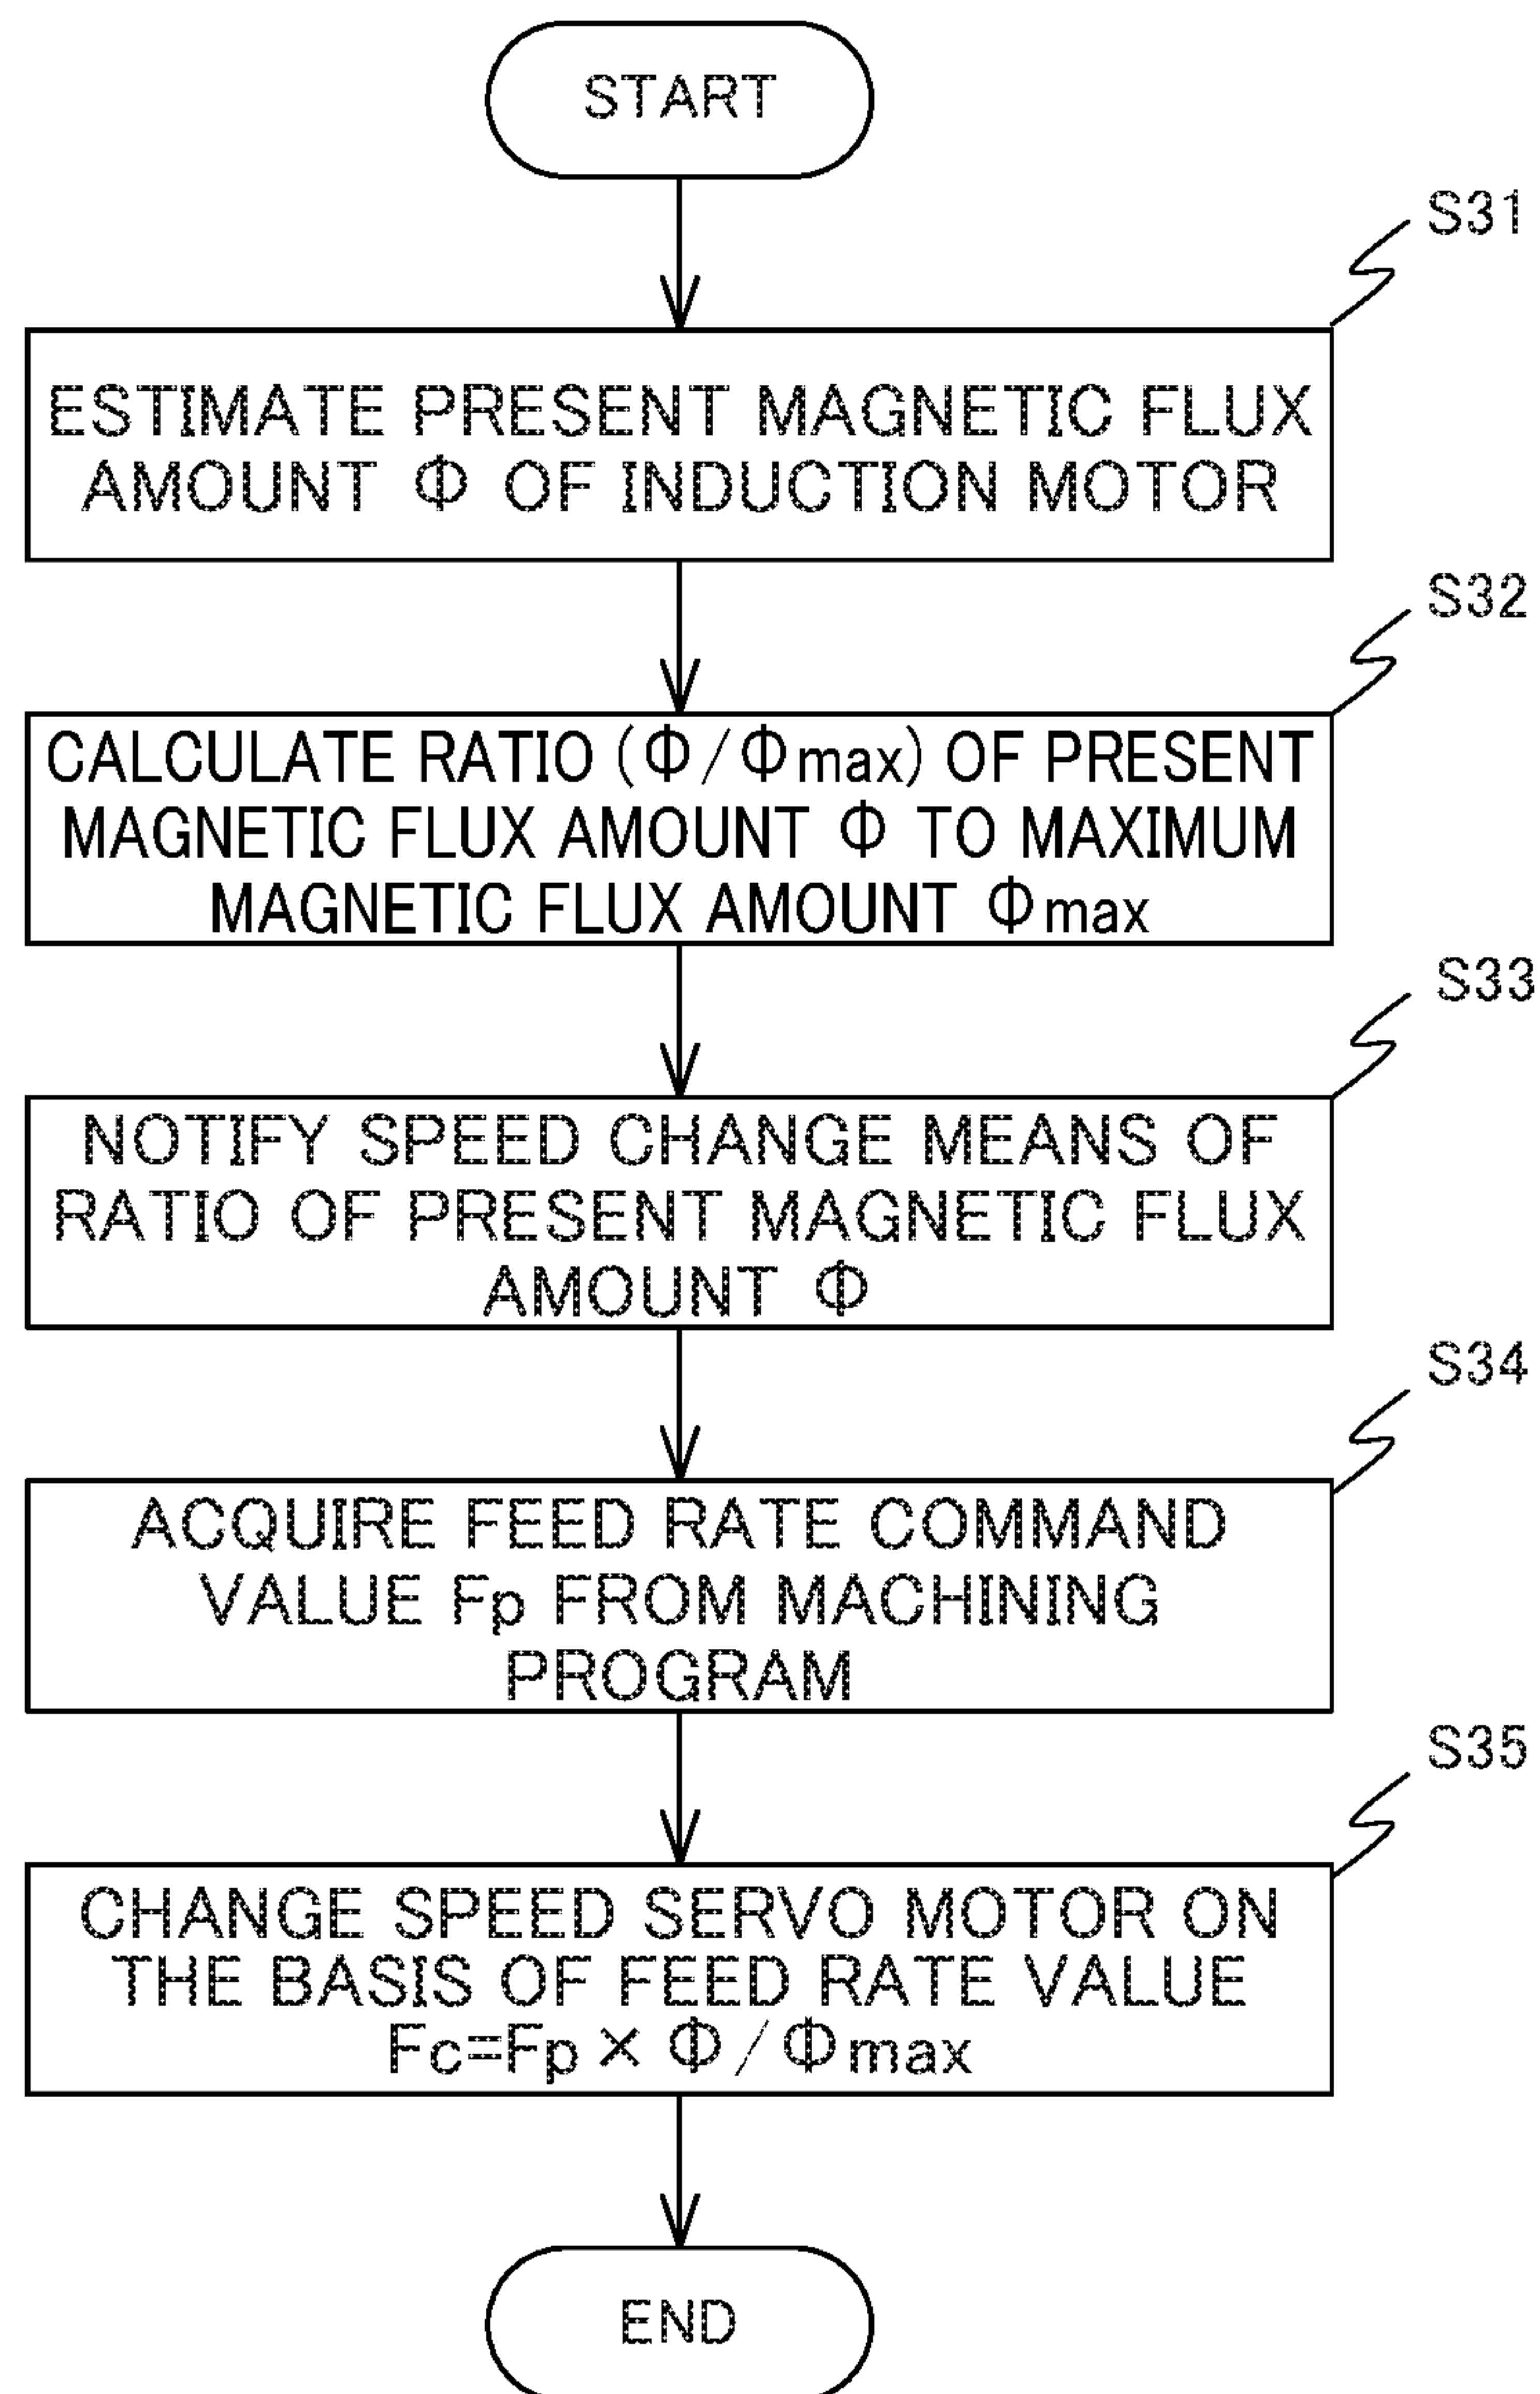 START
S31
ESTIMATE PRESENT MAGNETIC FLUX
AMOUNT Φ OF INDUCTION MOTOR
S32
CALCULATE RATIO (Φ/Φmax) OF PRESENT
MAGNETIC FLUX AMOUNT Φ TO MAXIMUM
MAGNETIC FLUX AMOUNT Φmax
S33
NOTIFY SPEED CHANGE MEANS OF
RATIO OF PRESENT MAGNETIC FLUX
AMOUNT Φ
S34
ACQUIRE FEED RATE COMMAND
VALUE Fp FROM MACHINING
PROGRAM
S35
CHANGE SPEED SERVO MOTOR ON
THE BASIS OF FEED RATE VALUE
Fc=Fp × Φ/Φmax
END